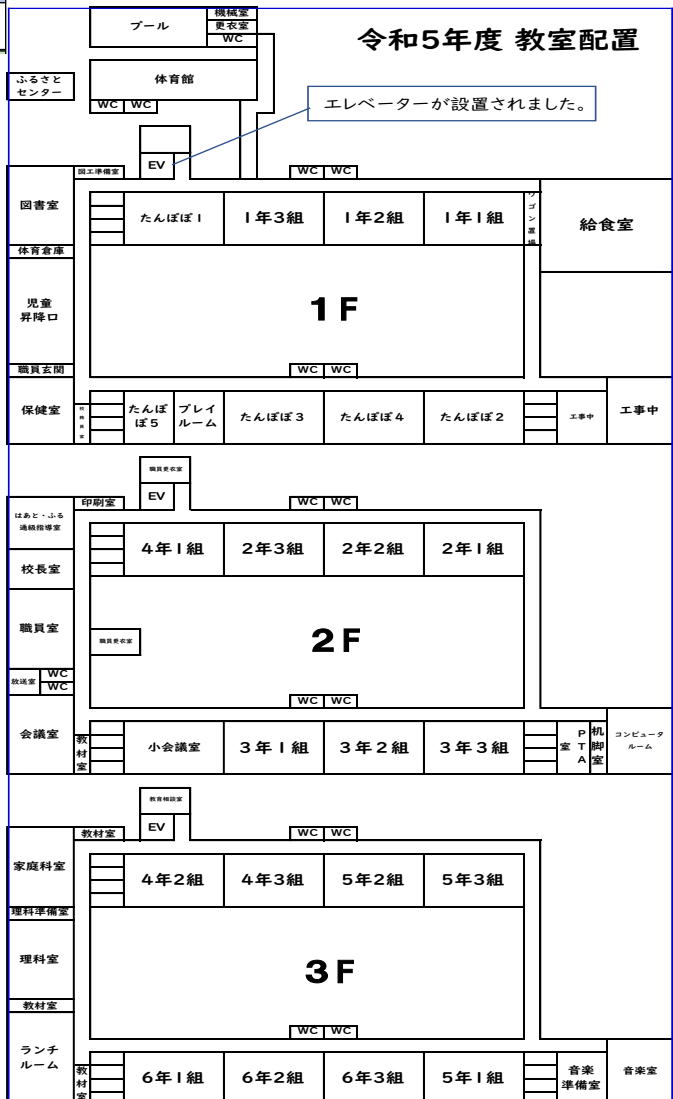 令和5年度 教室配置
プール
機械室
更衣室
WC
ふるさと
センター
体育館
WC WC
エレベーターが設置されました。
EV
図工準備室
WC WC
図書室
たんぽぽ1
1年3組
1年2組
1年1組
ワゴン置場
給食室
体育倉庫
児童
昇降口
1F
職員玄関
WC WC
保健室
校務員室
たんぽ
ぽ5
プレイ
ルーム
たんぽぽ3
たんぽぽ4
たんぽぽ2
工事中
工事中
職員更衣室
EV
はあと・ふる
通級指導室
印刷室
WC WC
4年1組
2年3組
2年2組
2年1組
校長室
職員室
職員更衣室
2F
放送室
WC
WC
WC WC
会議室
教材室
小会議室
3年1組
3年2組
3年3組
PTA室
机脚室
コンピュータ
ルーム
教育相談室
EV
教材室
WC WC
家庭科室
4年2組
4年3組
5年2組
5年3組
理科準備室
理科室
3F
教材室
WC WC
ランチ
ルーム
教材室
6年1組
6年2組
6年3組
5年1組
音楽
準備室
音楽室